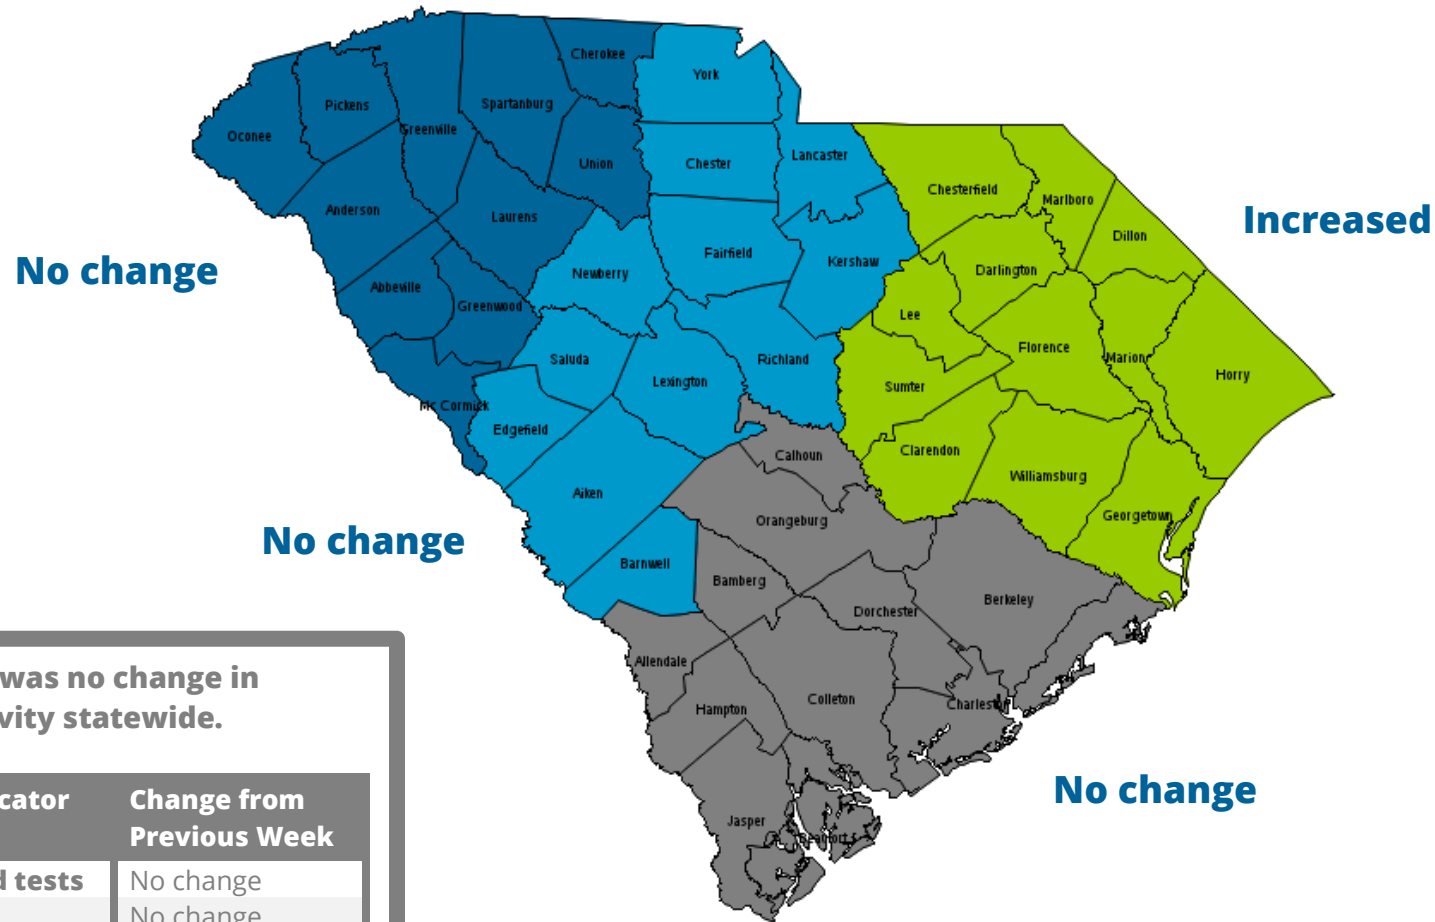 Cherokee
York
Pickens
Spartanburg
Greenville
Oconee
Union
Chester
Lancaster
Chesterfield
Marlboro
Anderson
Laurens
Dillon
Increased
Fairfield
Kershaw
Darlington
No change
Newberry
Abbeville
Greenwood
Lee
Florence
Marion
Saluda
Richland
Horry
Lexington
Sumter
Mc Cormick
Edgefield
Calhoun
Clarendon
Williamsburg
Aiken
Orangeburg
Georgetown
No change
Barnwell
Bamberg
Berkeley
Dorchester
Allendale
Colleton
Charleston
Hampton
No change
Jasper
Beaufort
was no change in
vity statewide.
cator
Change from
Previous Week
d tests
No change
No change